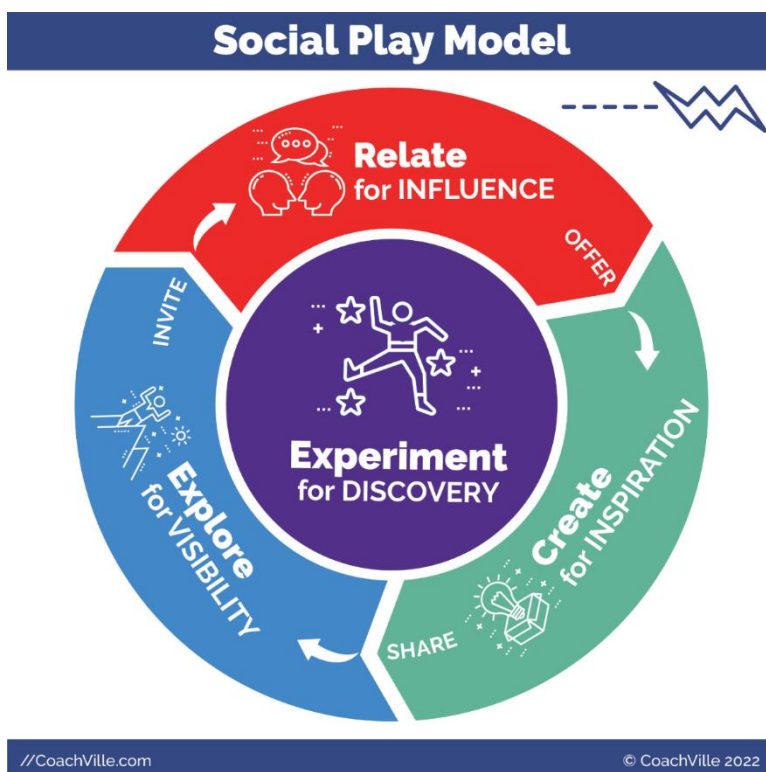 Social Play Model
Relate
for INFLUENCE
OFFER
Create
for INSPIRATION
SHARE
Explore
for VISIBILITY
INVITE
Experiment
for DISCOVERY
//CoachVille.com
© CoachVille 2022